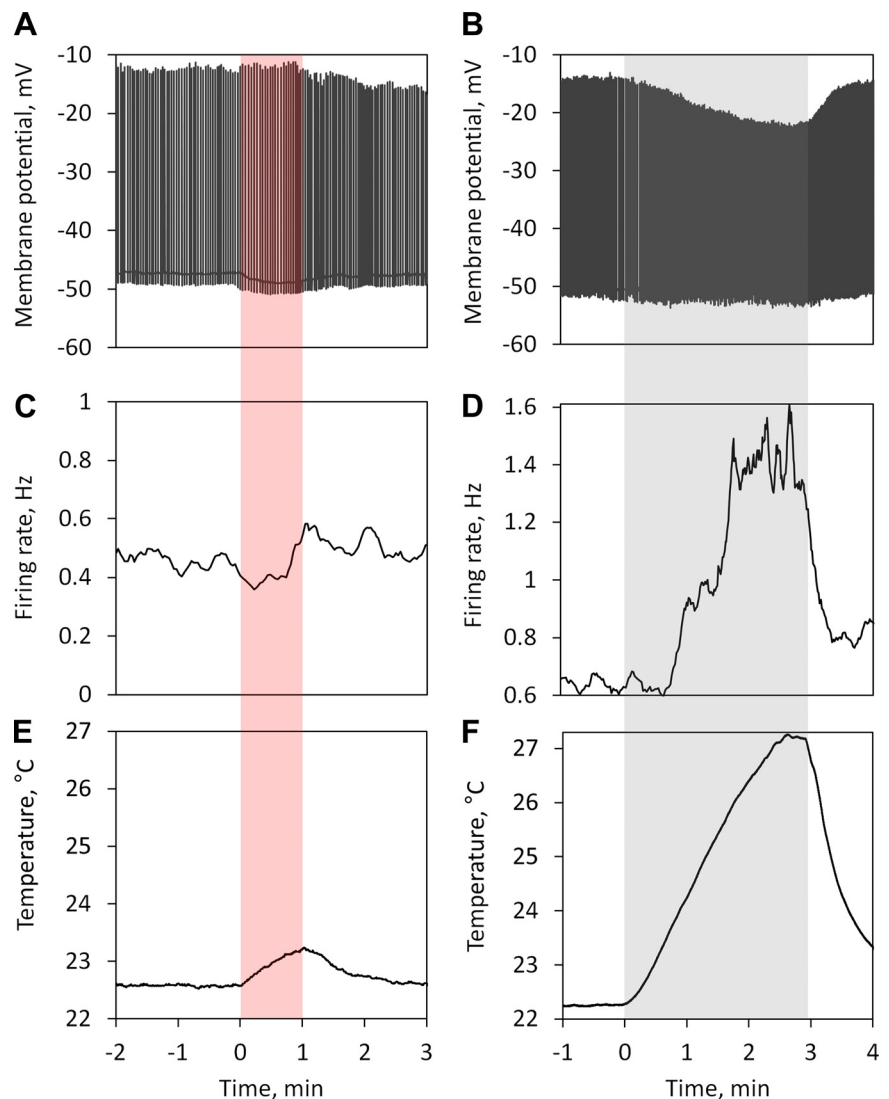 A
B
Membrane potential, mV
-10
-20
-30
-40
-50
-60
Membrane potential, mV
-10
-20
-30
-40
-50
-60
C
D
Firing rate, Hz
1
0.8
0.6
0.4
0.2
0
Firing rate, Hz
1.6
1.4
1.2
1
0.8
0.6
E
F
Temperature, °C
27
26
25
24
23
22
-2 -1 0 1 2 3
Time, min
Temperature, °C
27
26
25
24
23
22
-1 0 1 2 3 4
Time, min